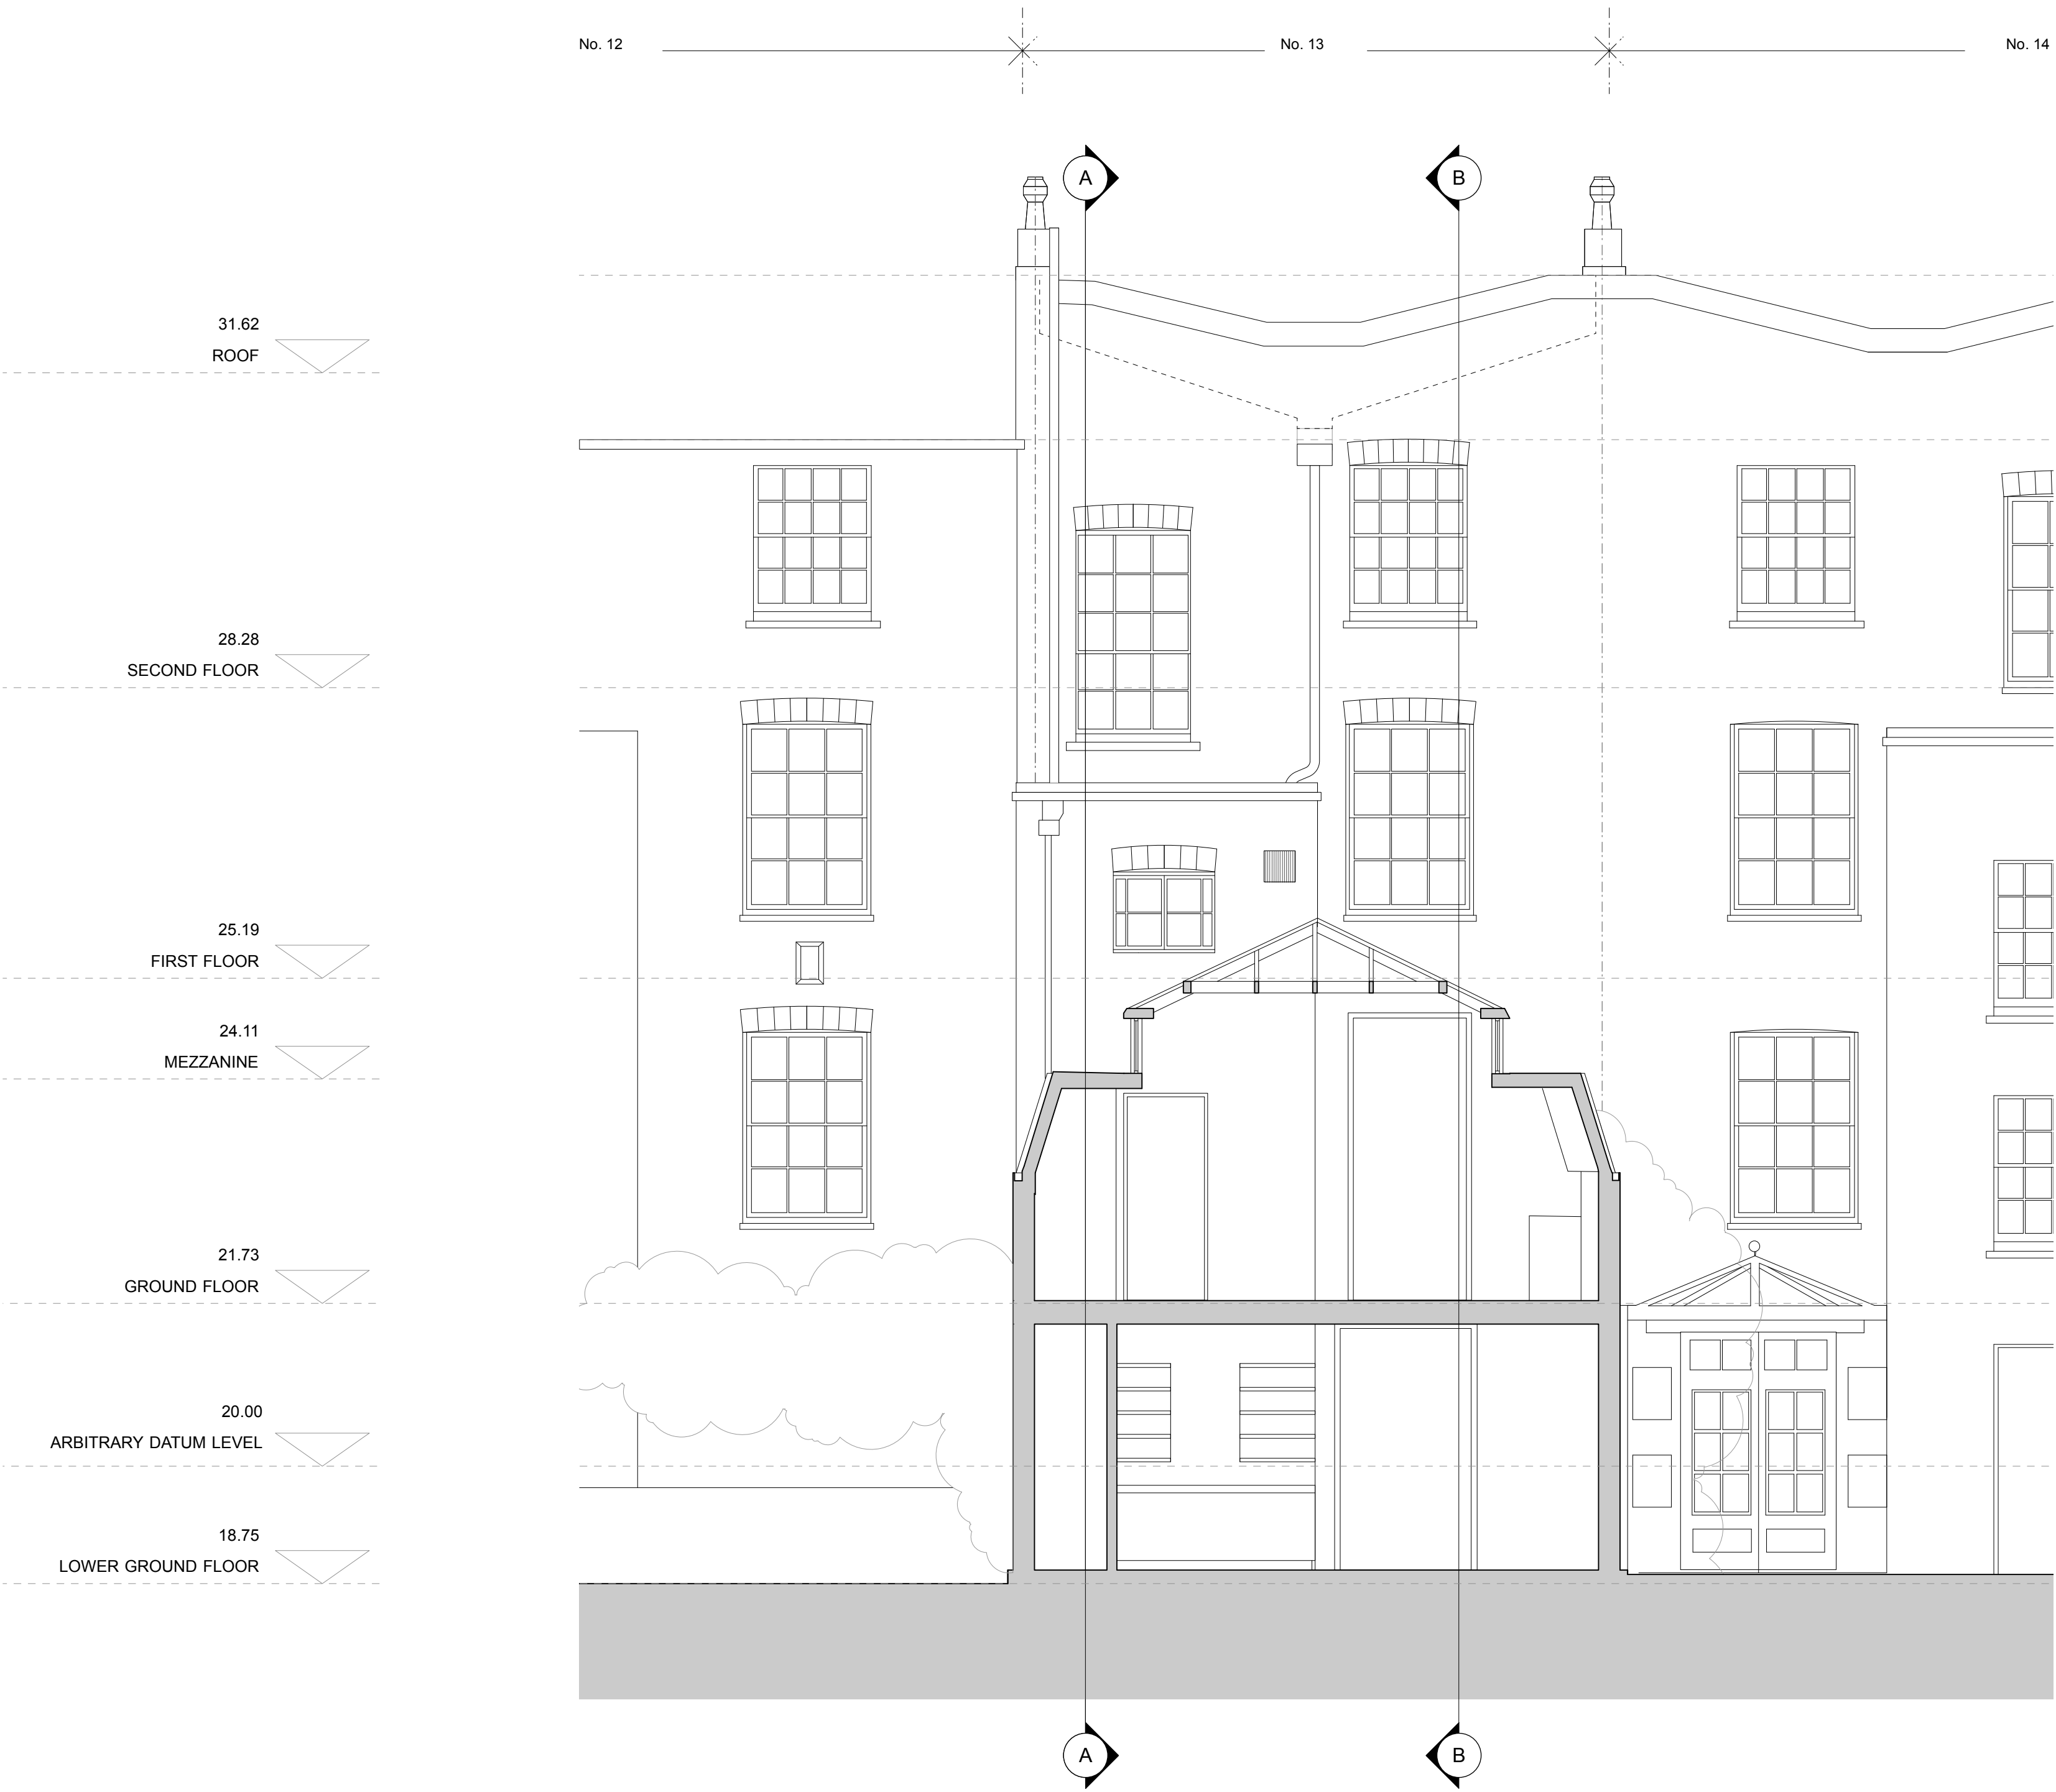 No. 12
No. 13
No. 14
A
B
31.62
ROOF
28.28
SECOND FLOOR
25.19
FIRST FLOOR
24.11
MEZZANINE
21.73
GROUND FLOOR
20.00
ARBITRARY DATUM LEVEL
18.75
LOWER GROUND FLOOR
A
B